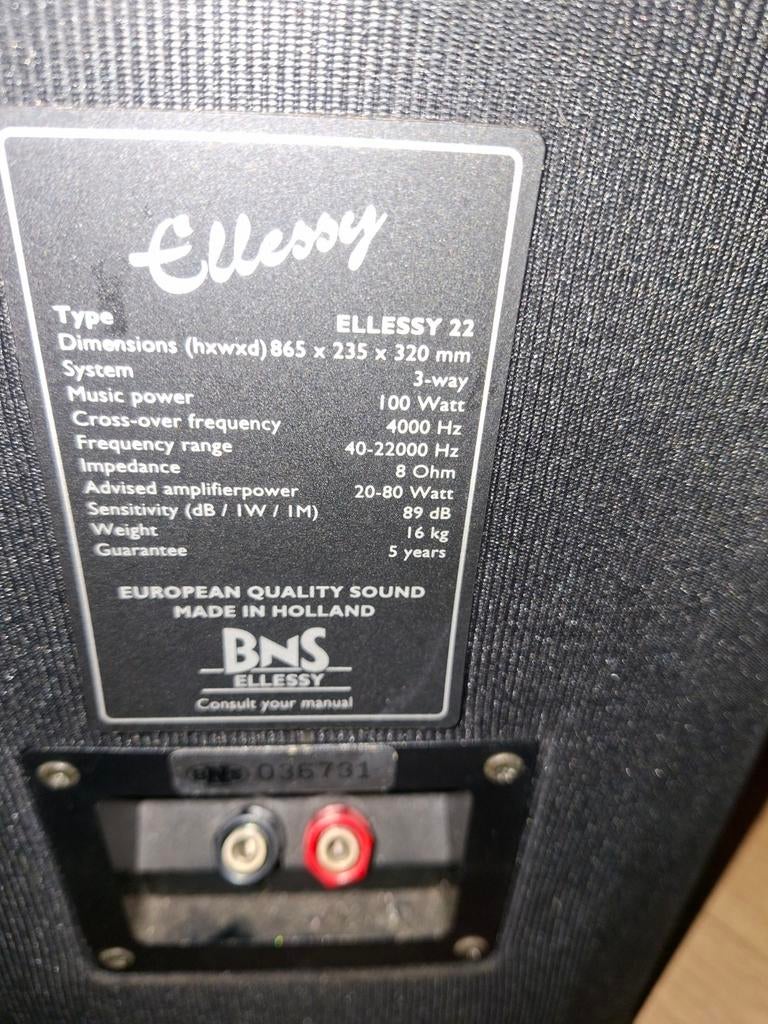 Ellessy
Type ELLESSY 22
Dimensions (hxwxd) 865 x 235 x 320 mm
System 3-way
Music power 100 Watt
Cross-over frequency 4000 Hz
Frequency range 40-22000 Hz
Impedance 8 Ohm
Advised amplifierpower 20-80 Watt
Sensitivity (dB / 1W / 1M) 89 dB
Weight 16 kg
Guarantee 5 years
EUROPEAN QUALITY SOUND
MADE IN HOLLAND
BNS
ELLESSY
Consult your manual
BNS 036731